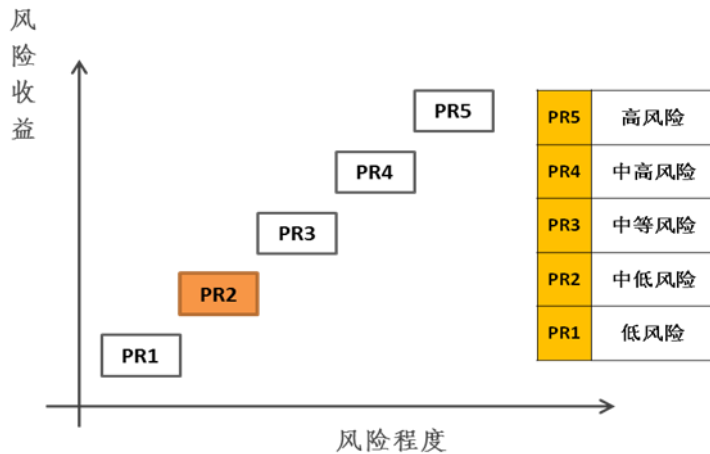 风险收益
PR5
PR4
PR3
PR2
PR1
风险程度
PR5 高风险
PR4 中高风险
PR3 中等风险
PR2 中低风险
PR1 低风险